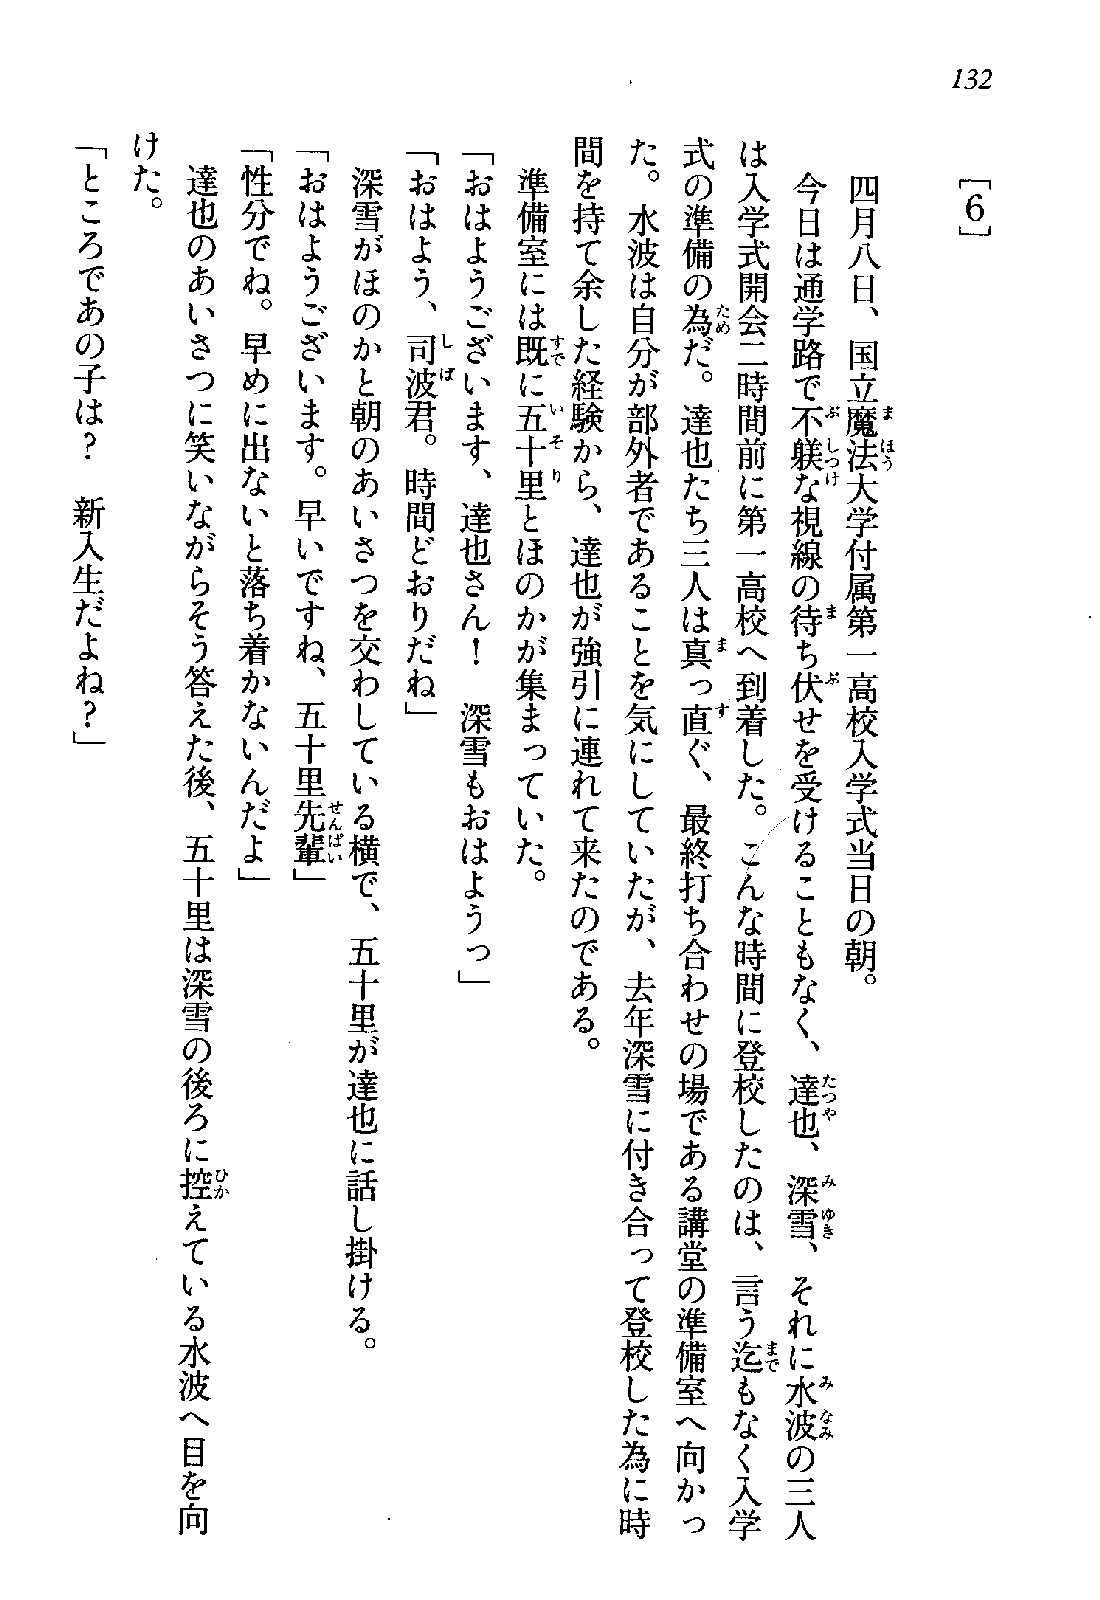 132
[6]
四月八日、国立魔法大学付属第一高校入学式当日の朝。
今日は通学路で不躾な視線の待ち伏せを受けることもなく、達也、深雪、それに水波の三人
は入学式開会二時間前に第一高校へ到着した。こんな時間に登校したのは、言う迄もなく入学
式の準備の為だ。達也たち三人は真っ直ぐ、最終打ち合わせの場である講堂の準備室へ向かっ
た。水波は自分が部外者であることを気にしていたが、去年深雪に付き合って登校した為に時
間を持て余した経験から、達也が強引に連れて来たのである。
準備室には既に五十里とほのかが集まっていた。
「おはようございます、達也さん！　深雪もおはようっ」
「おはよう、司波君。時間どおりだね」
深雪がほのかと朝のあいさつを交わしている横で、五十里が達也に話し掛ける。
「おはようございます。早いですね、五十里先輩」
「性分でね。早めに出ないと落ち着かないんだよ」
達也のあいさつに笑いながらそう答えた後、五十里は深雪の後ろに控えている水波へ目を向
けた。
「ところであの子は？　新入生だよね？」